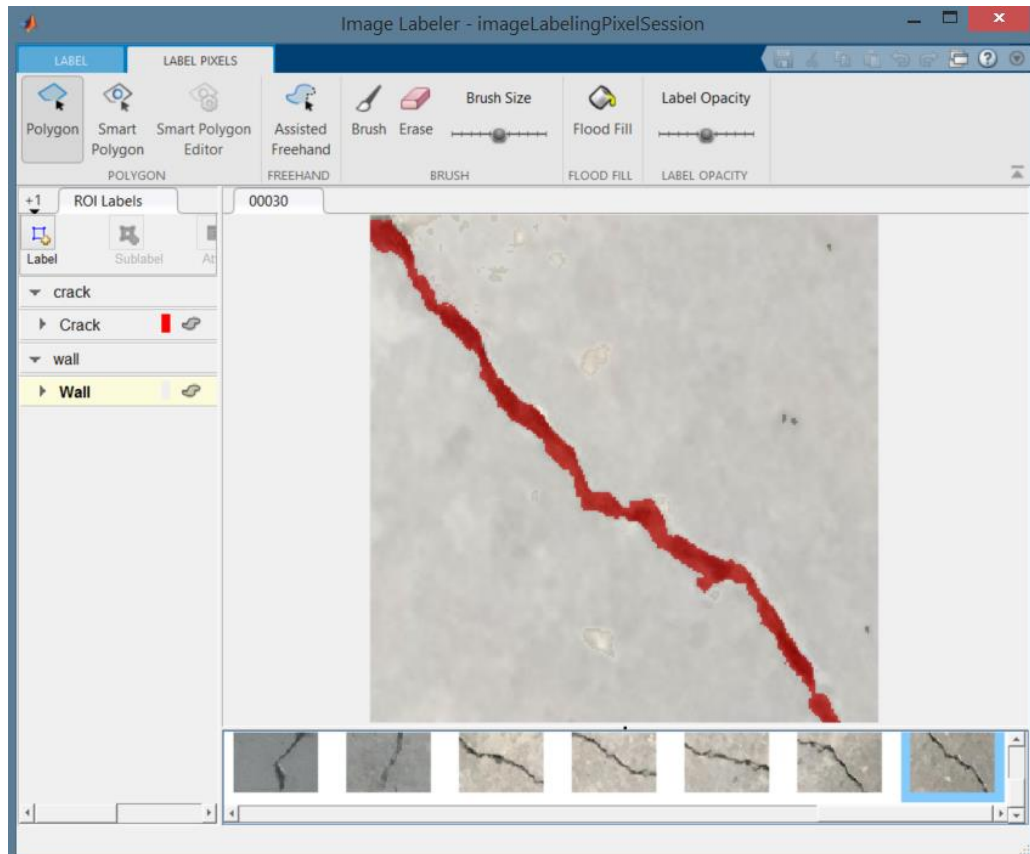 Image Labeler - imageLabelingPixelSession
LABEL
LABEL PIXELS
Polygon
Smart Polygon
Smart Polygon Editor
Assisted Freehand
Brush
Erase
Brush Size
Flood Fill
Label Opacity
POLYGON
FREEHAND
BRUSH
FLOOD FILL
LABEL OPACITY
+1
ROI Labels
00030
Label
Sublabel
At
crack
Crack
wall
Wall